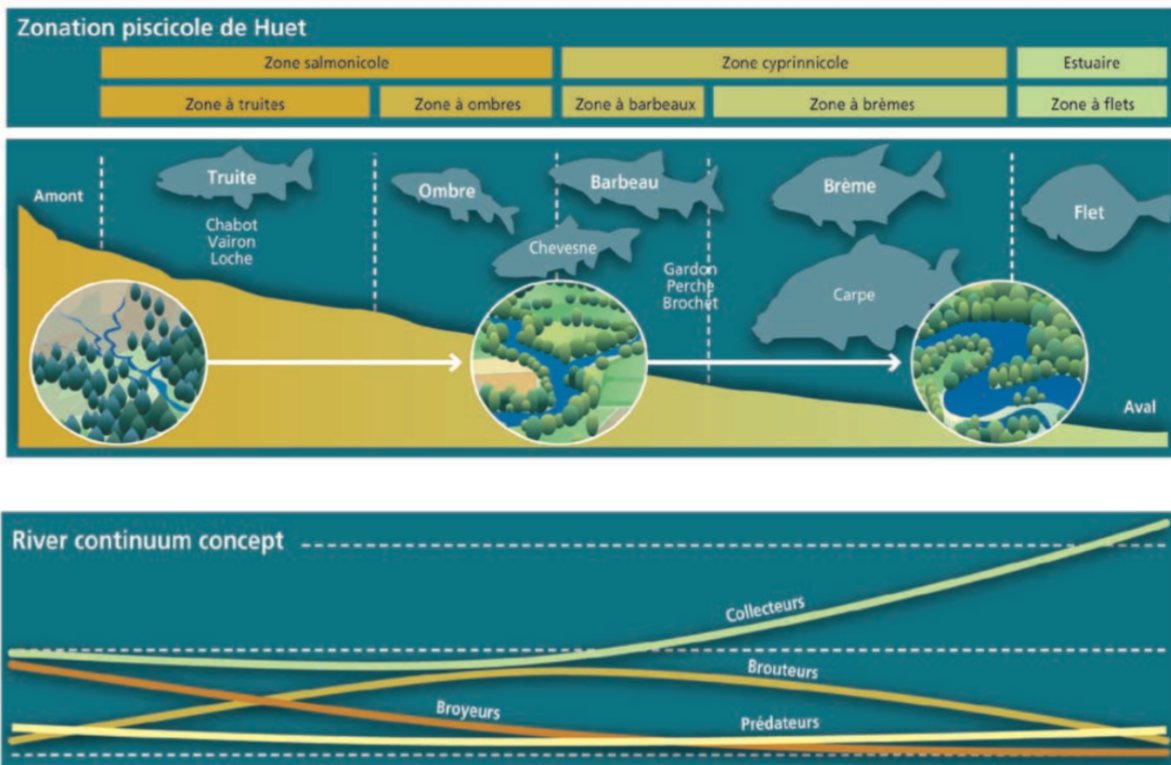 Zonation piscicole de Huet
Zone salmonicole
Zone cyprinnicole
Estuaire
Zone à truites
Zone à ombres
Zone à barbeaux
Zone à brèmes
Zone à flets
Amont
Truite
Chabot
Vairon
Loche
Ombre
Chevesne
Barbeau
Gardon
Perche
Brochet
Brème
Carpe
Flet
Aval
River continuum concept
Collecteurs
Brouteurs
Broyeurs
Prédateurs